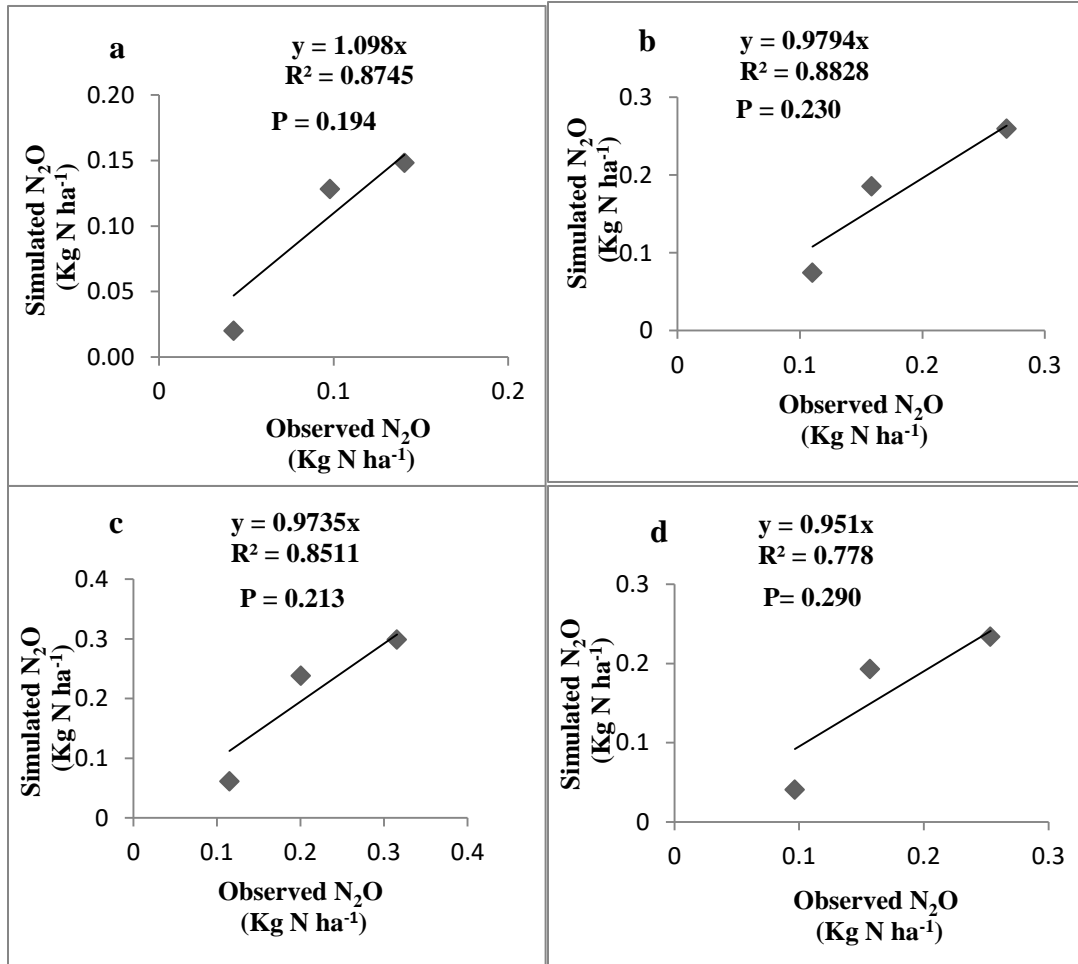 a
y = 1.098x
R² = 0.8745
P = 0.194
Simulated N₂O
(Kg N ha⁻¹)
0.20
0.15
0.10
0.05
0.00
0 0.1 0.2
Observed N₂O
(Kg N ha⁻¹)
b
y = 0.9794x
R² = 0.8828
P = 0.230
Simulated N₂O
(Kg N ha⁻¹)
0.3
0.2
0.1
0
0 0.1 0.2 0.3
Observed N₂O
(Kg N ha⁻¹)
c
y = 0.9735x
R² = 0.8511
P = 0.213
Simulated N₂O
(Kg N ha⁻¹)
0.4
0.3
0.2
0.1
0
0 0.1 0.2 0.3 0.4
Observed N₂O
(Kg N ha⁻¹)
d
y = 0.951x
R² = 0.778
P= 0.290
Simulated N₂O
(Kg N ha⁻¹)
0.3
0.2
0.1
0
0 0.1 0.2 0.3
Observed N₂O
(Kg N ha⁻¹)